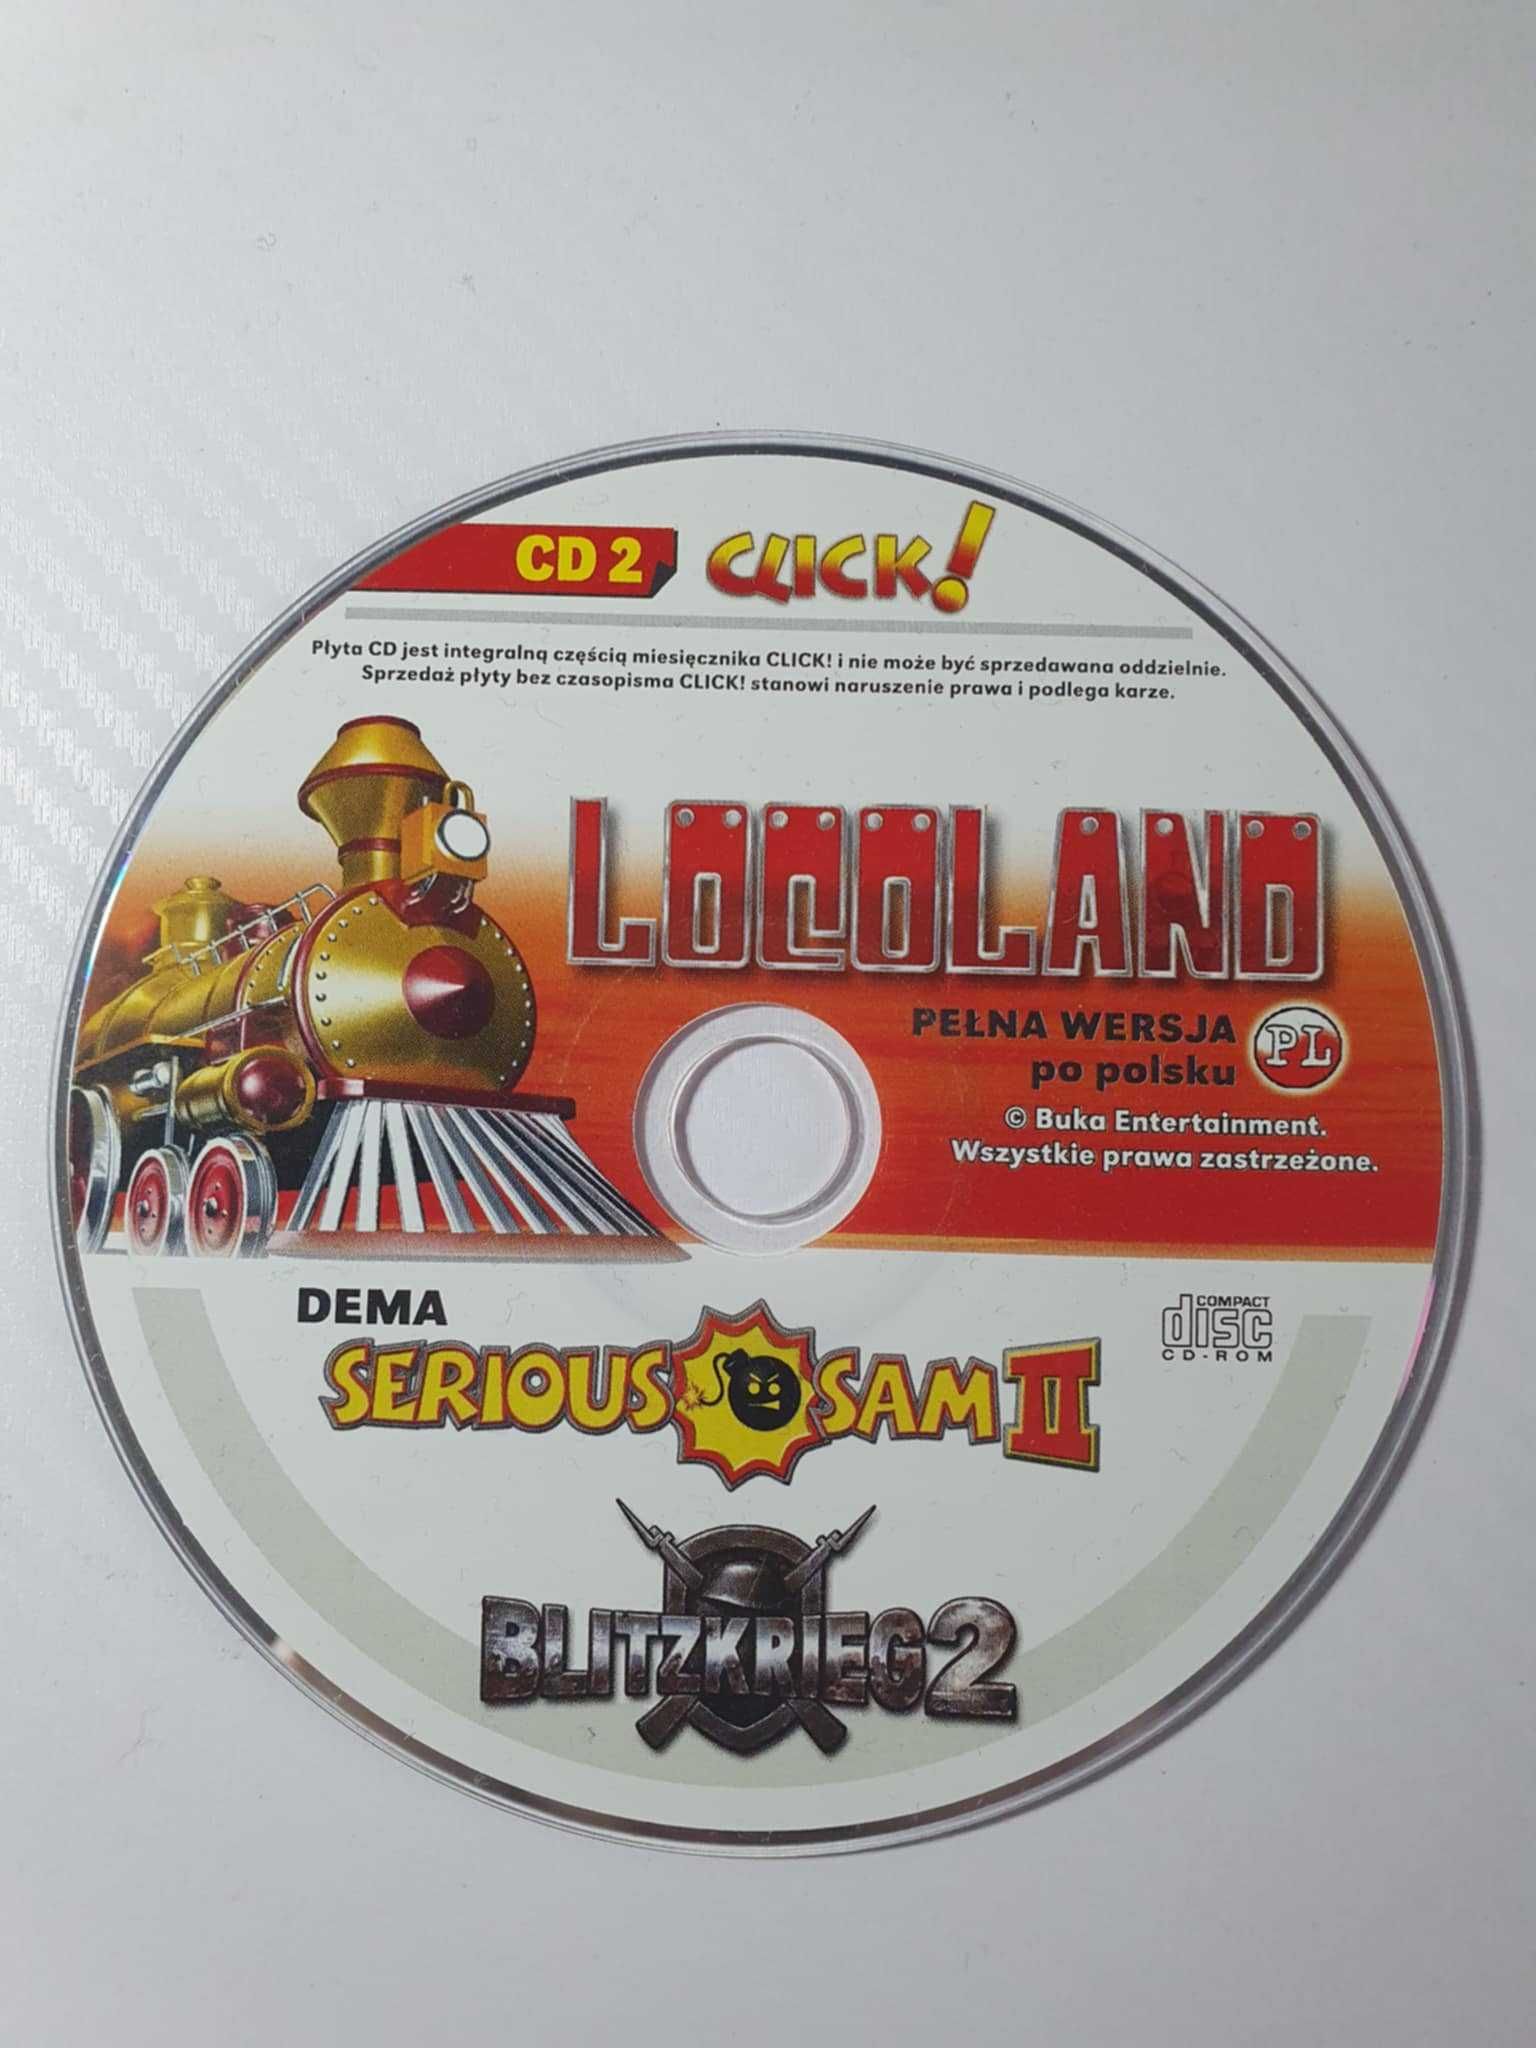 CD 2
CLICK!
Płyta CD jest integralną częścią miesięcznika CLICK! i nie może być sprzedawana oddzielnie.
Sprzedaż płyty bez czasopisma CLICK! stanowi naruszenie prawa i podlega karze.
LOCOLAND
PEŁNA WERSJA
po polsku
PL
© Buka Entertainment.
Wszystkie prawa zastrzeżone.
DEMA
COMPACT
disc
CD-ROM
SERIOUS SAM II
BLITZKRIEG 2